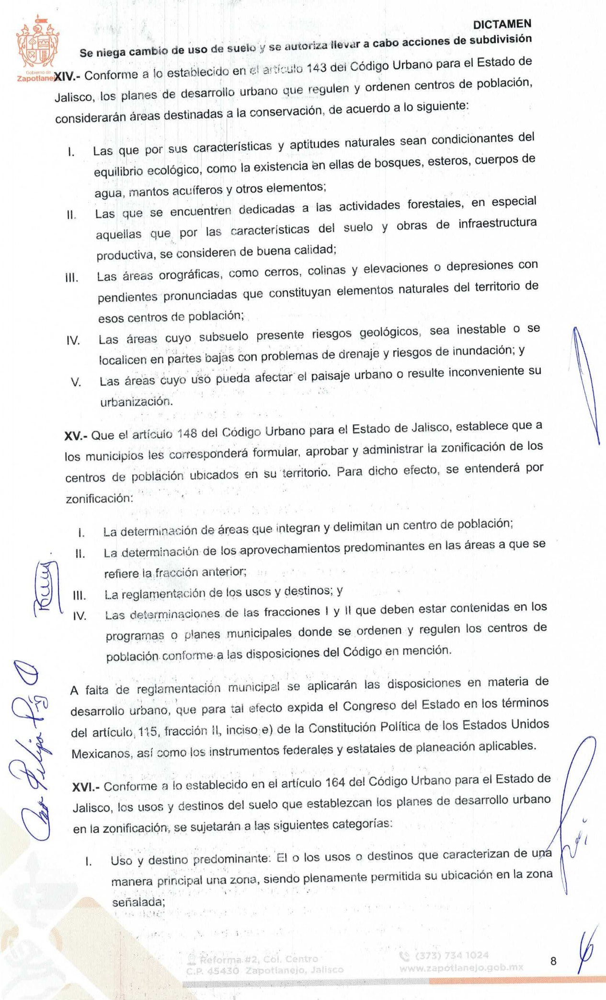 DICTAMEN
Se niega cambio de uso de suelo y se autoriza llevar a cabo acciones de subdivisión
Gobierno de
Zapotlanejo
XIV.- Conforme a lo establecido en el artículo 143 del Código Urbano para el Estado de
Jalisco, los planes de desarrollo urbano que regulen y ordenen centros de población,
considerarán áreas destinadas a la conservación, de acuerdo a lo siguiente:
I. Las que por sus características y aptitudes naturales sean condicionantes del
equilibrio ecológico, como la existencia en ellas de bosques, esteros, cuerpos de
agua, mantos acuíferos y otros elementos;
II. Las que se encuentren dedicadas a las actividades forestales, en especial
aquellas que por las características del suelo y obras de infraestructura
productiva, se consideren de buena calidad;
III. Las áreas orográficas, como cerros, colinas y elevaciones o depresiones con
pendientes pronunciadas que constituyan elementos naturales del territorio de
esos centros de población;
IV. Las áreas cuyo subsuelo presente riesgos geológicos, sea inestable o se
localicen en partes bajas con problemas de drenaje y riesgos de inundación; y
V. Las áreas cuyo uso pueda afectar el paisaje urbano o resulte inconveniente su
urbanización.
XV.- Que el artículo 148 del Código Urbano para el Estado de Jalisco, establece que a
los municipios les corresponderá formular, aprobar y administrar la zonificación de los
centros de población ubicados en su territorio. Para dicho efecto, se entenderá por
zonificación:
I. La determinación de áreas que integran y delimitan un centro de población;
II. La determinación de los aprovechamientos predominantes en las áreas a que se
refiere la fracción anterior;
III. La reglamentación de los usos y destinos; y
IV. Las determinaciones de las fracciones I y II que deben estar contenidas en los
programas o planes municipales donde se ordenen y regulen los centros de
población conforme a las disposiciones del Código en mención.
A falta de reglamentación municipal se aplicarán las disposiciones en materia de
desarrollo urbano, que para tal efecto expida el Congreso del Estado en los términos
del artículo 115, fracción II, inciso e) de la Constitución Política de los Estados Unidos
Mexicanos, así como los instrumentos federales y estatales de planeación aplicables.
XVI.- Conforme a lo establecido en el artículo 164 del Código Urbano para el Estado de
Jalisco, los usos y destinos del suelo que establezcan los planes de desarrollo urbano
en la zonificación, se sujetarán a las siguientes categorías:
I. Uso y destino predominante: El o los usos o destinos que caracterizan de una
manera principal una zona, siendo plenamente permitida su ubicación en la zona
señalada;
Reforma #2, Col. Centro
C.P. 45430 Zapotlanejo, Jalisco
(373) 734 1024
www.zapotlanejo.gob.mx
8